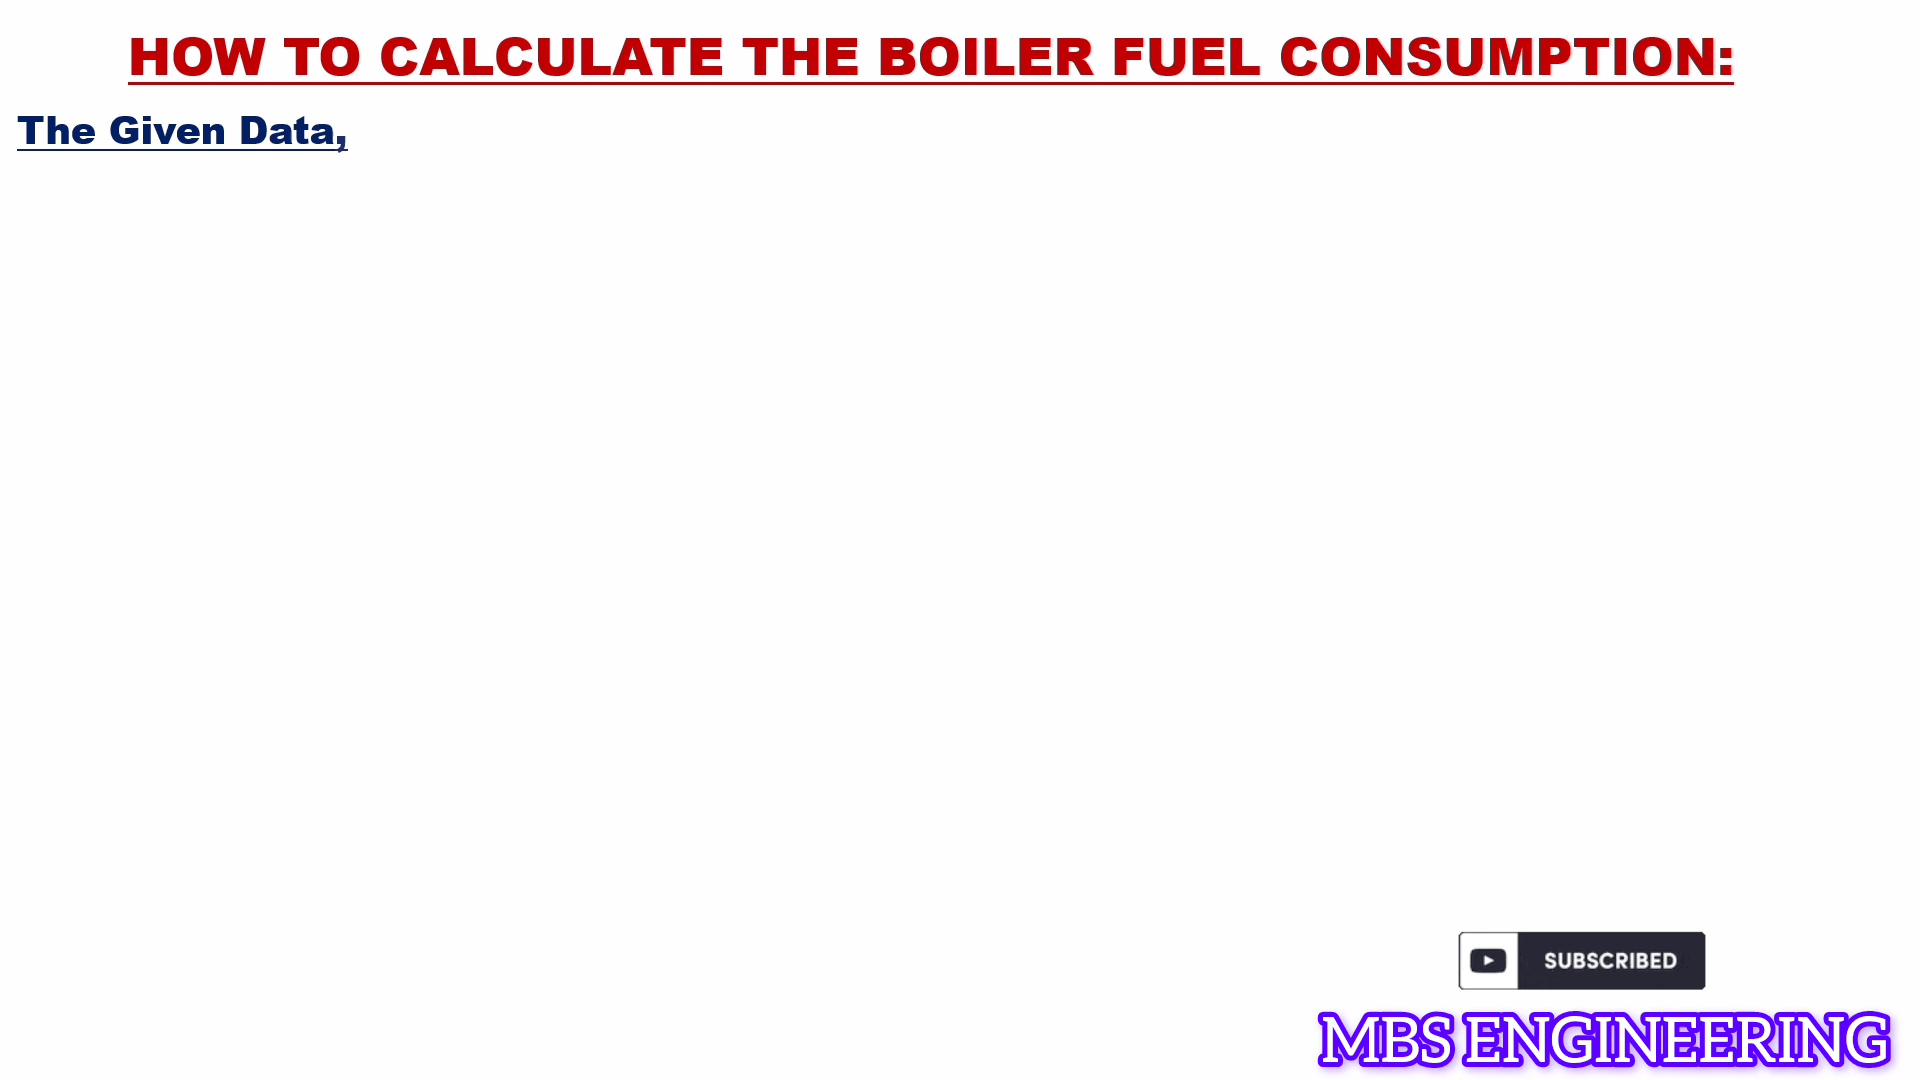 HOW TO CALCULATE THE BOILER FUEL CONSUMPTION:
The Given Data,
SUBSCRIBED
MBS ENGINEERING